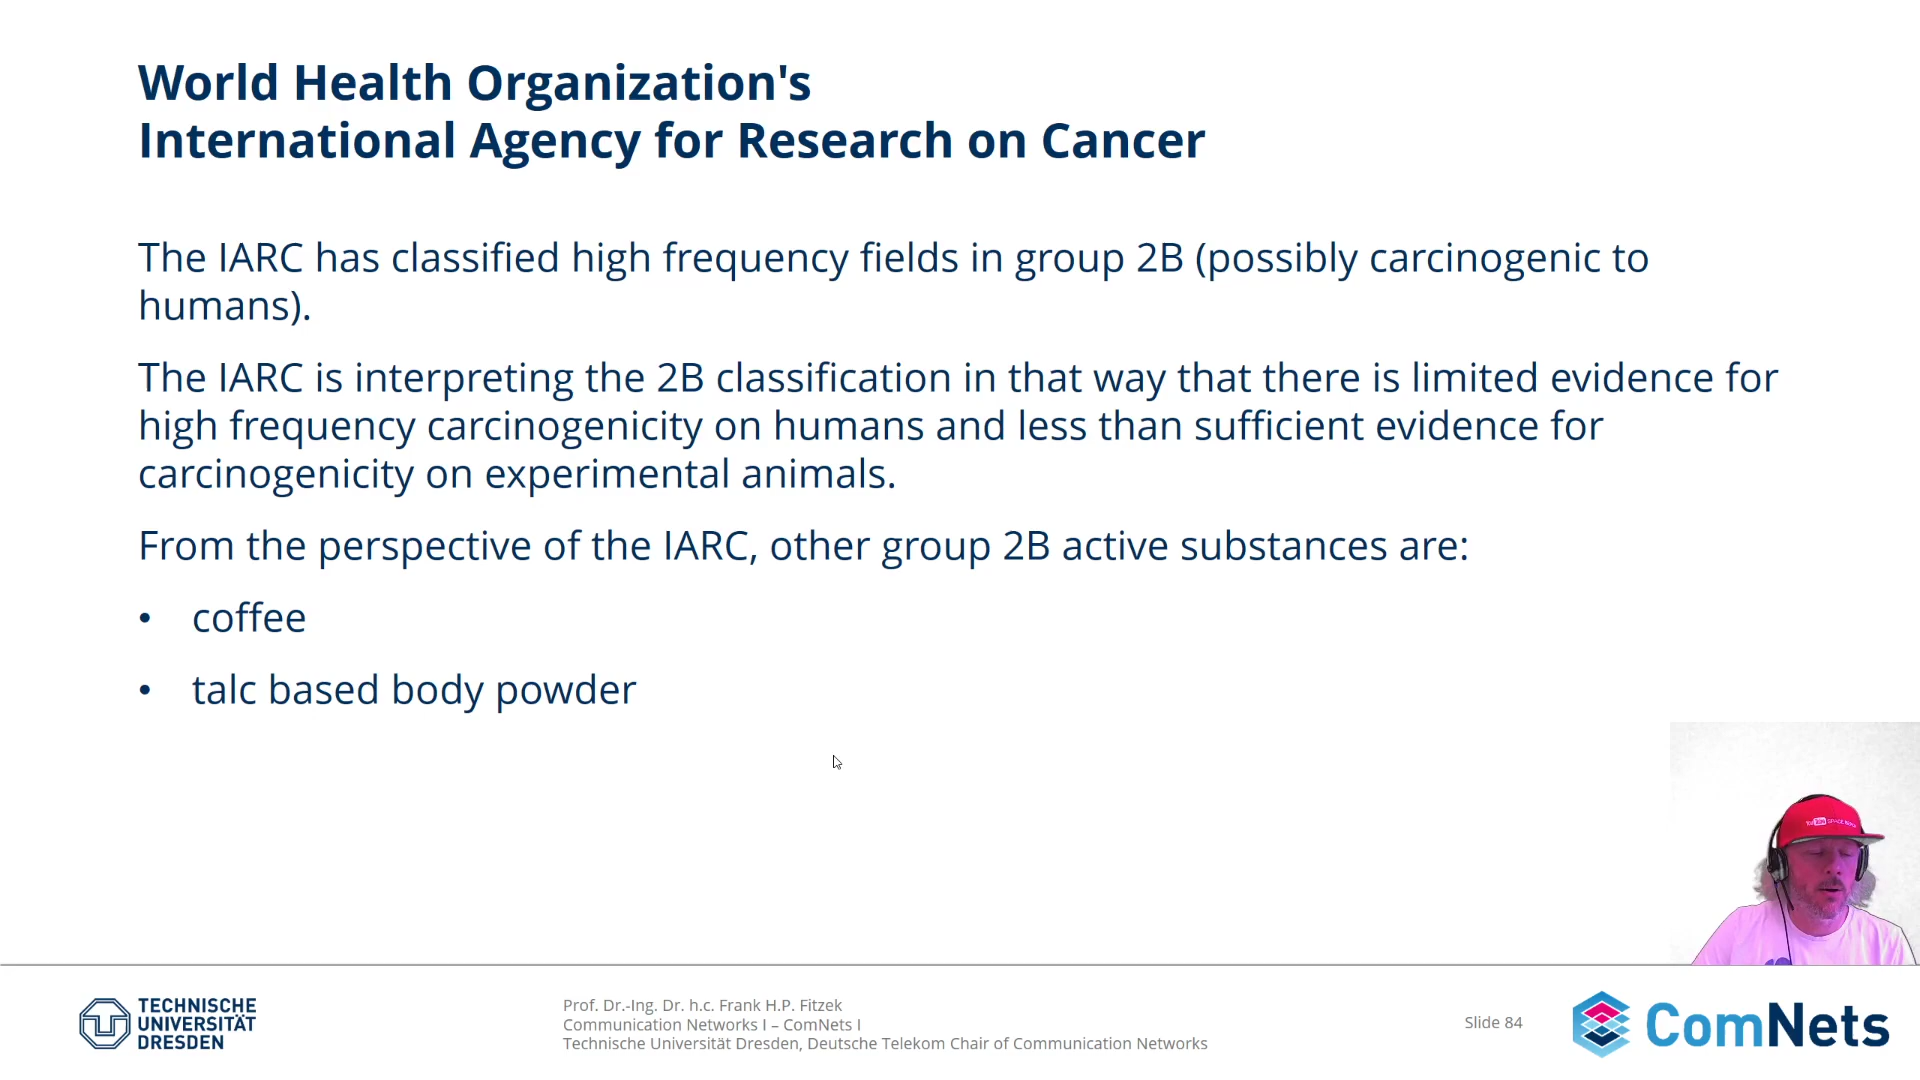 World Health Organization's
International Agency for Research on Cancer
The IARC has classified high frequency fields in group 2B (possibly carcinogenic to
humans).
The IARC is interpreting the 2B classification in that way that there is limited evidence for
high frequency carcinogenicity on humans and less than sufficient evidence for
carcinogenicity on experimental animals.
From the perspective of the IARC, other group 2B active substances are:
• coffee
• talc based body powder
TECHNISCHE
UNIVERSITÄT
DRESDEN
Prof. Dr.-Ing. Dr. h.c. Frank H.P. Fitzek
Communication Networks I – ComNets I
Technische Universität Dresden, Deutsche Telekom Chair of Communication Networks
Slide 84
ComNets